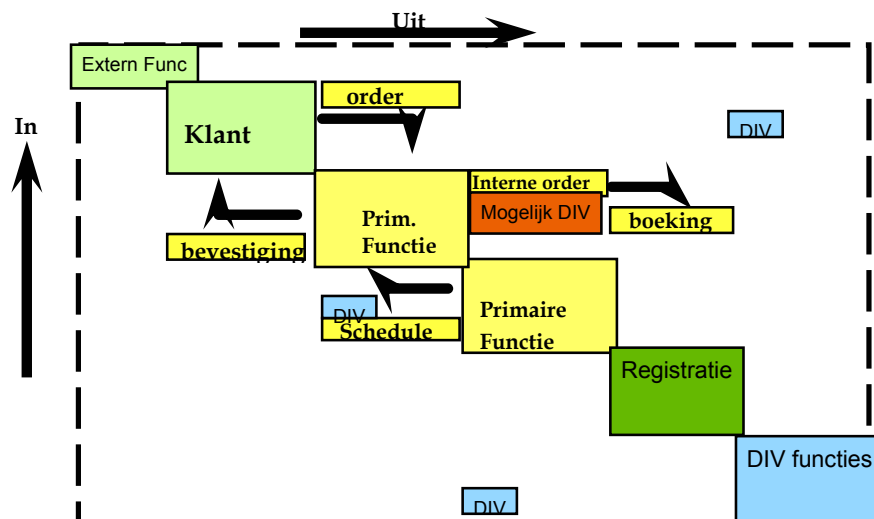 Uit
Extern Func
order
In
Klant
DIV
Interne order
Mogelijk DIV
boeking
Prim.
Functie
bevestiging
DIV
Schedule
Primaire
Functie
Registratie
DIV functies
DIV